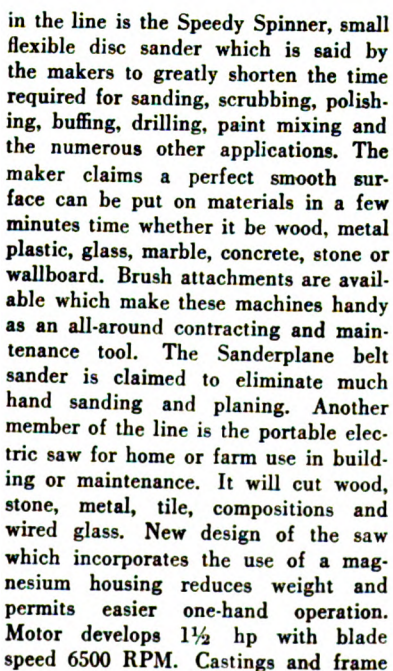 in the line is the Speedy Spinner, small
flexible disc sander which is said by
the makers to greatly shorten the time
required for sanding, scrubbing, polish-
ing, buffing, drilling, paint mixing and
the numerous other applications. The
maker claims a perfect smooth sur-
face can be put on materials in a few
minutes time whether it be wood, metal
plastic, glass, marble, concrete, stone or
wallboard. Brush attachments are avail-
able which make these machines handy
as an all-around contracting and main-
tenance tool. The Sanderplane belt
sander is claimed to eliminate much
hand sanding and planing. Another
member of the line is the portable elec-
tric saw for home or farm use in build-
ing or maintenance. It will cut wood,
stone, metal, tile, compositions and
wired glass. New design of the saw
which incorporates the use of a mag-
nesium housing reduces weight and
permits easier one-hand operation.
Motor develops 1½ hp with blade
speed 6500 RPM. Castings and frame